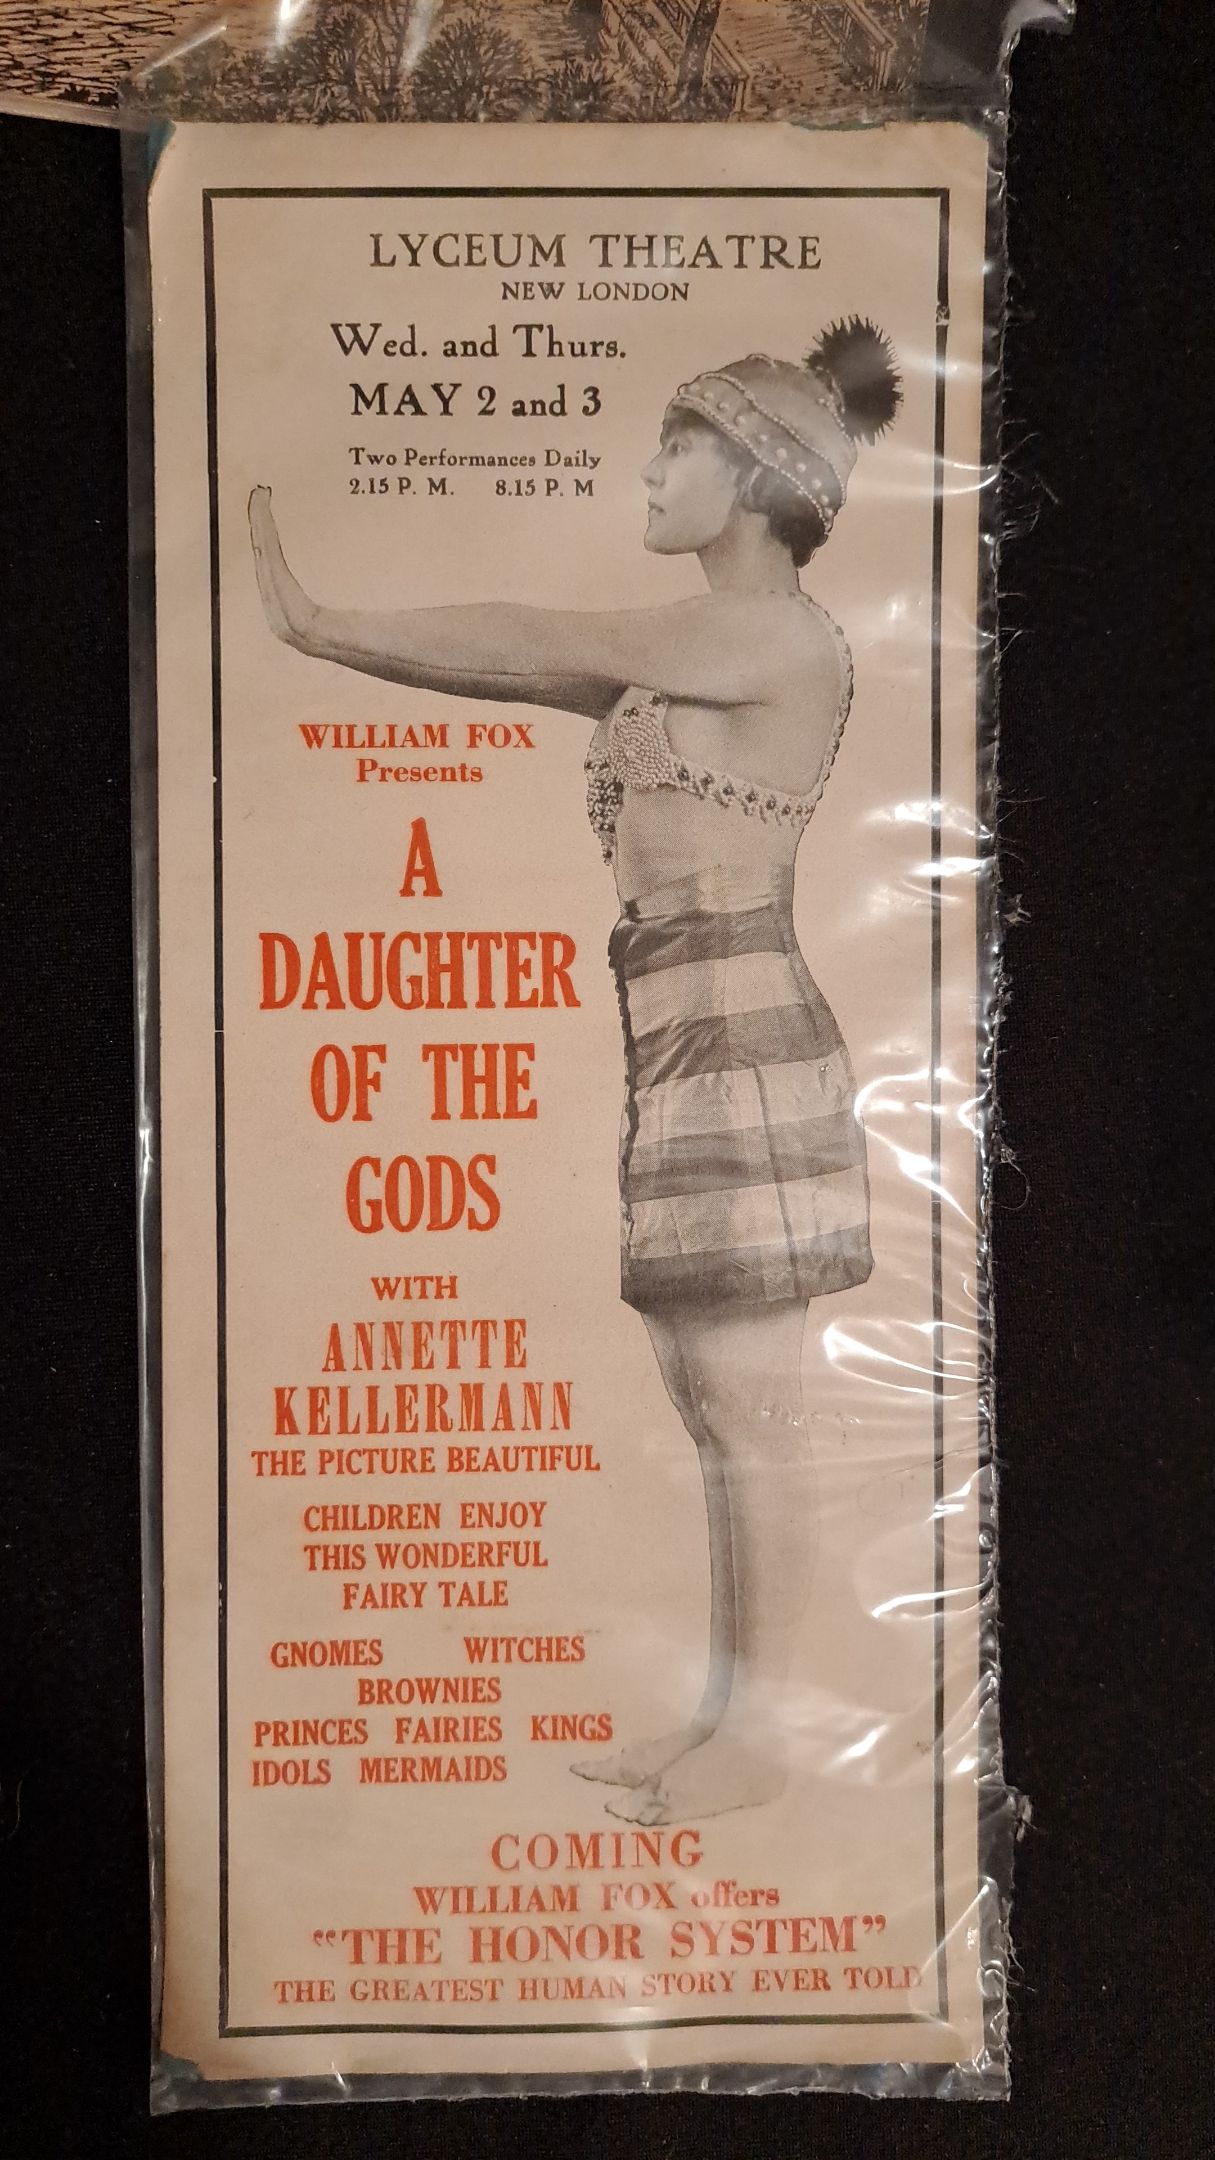 LYCEUM THEATRE
NEW LONDON
Wed. and Thurs.
MAY 2 and 3
Two Performances Daily
2.15 P. M. 8.15 P. M
WILLIAM FOX
Presents
A
DAUGHTER
OF THE
GODS
WITH
ANNETTE
KELLERMANN
THE PICTURE BEAUTIFUL
CHILDREN ENJOY
THIS WONDERFUL
FAIRY TALE
GNOMES WITCHES
BROWNIES
PRINCES FAIRIES KINGS
IDOLS MERMAIDS
COMING
WILLIAM FOX offers
“THE HONOR SYSTEM”
THE GREATEST HUMAN STORY EVER TOLD